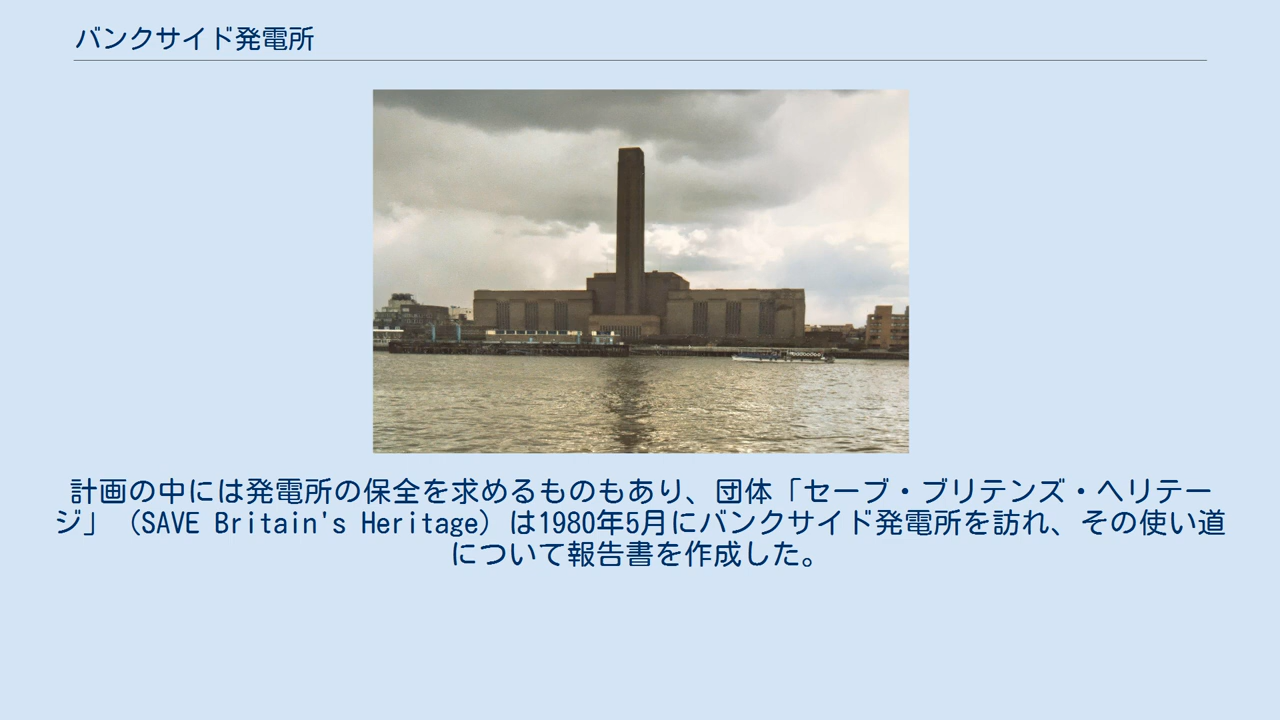 バンクサイド発電所
計画の中には発電所の保全を求めるものもあり、団体「セーブ・ブリテンズ・ヘリテー
ジ」（SAVE Britain's Heritage）は1980年5月にバンクサイド発電所を訪れ、その使い道
について報告書を作成した。